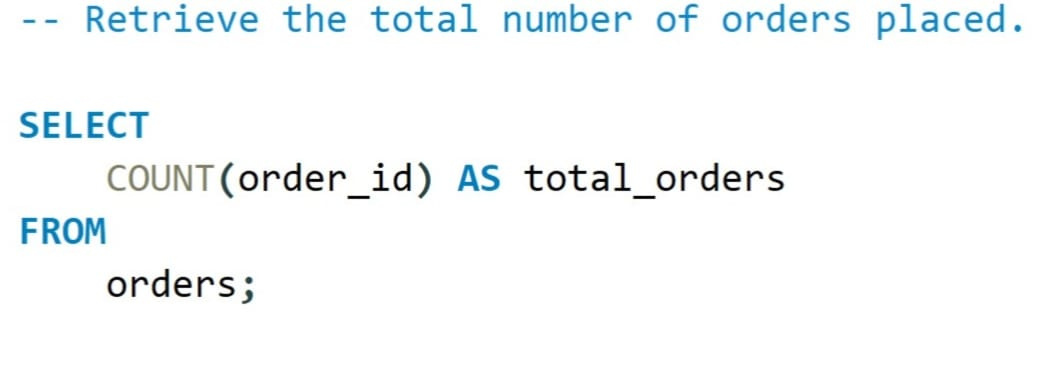 -- Retrieve the total number of orders placed.
SELECT
    COUNT(order_id) AS total_orders
FROM
    orders;